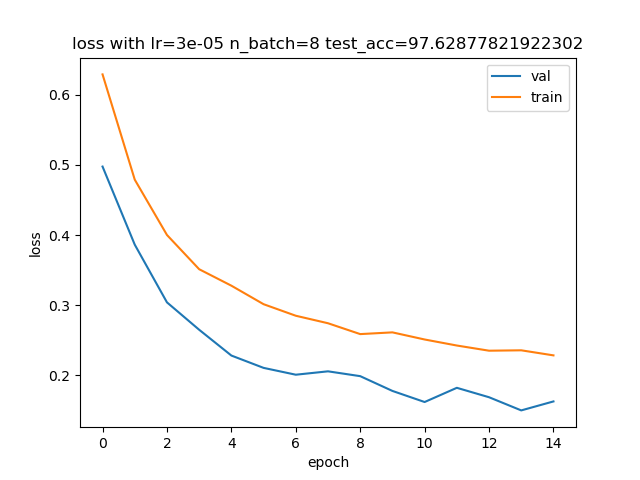 loss with lr=3e-05 n_batch=8 test_acc=97.62877821922302
val
train
0.6
0.5
0.4
0.3
0.2
loss
0 2 4 6 8 10 12 14
epoch